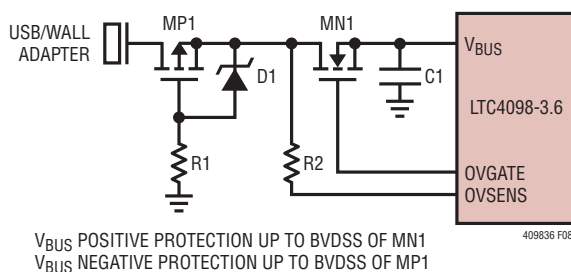 USB/WALL
ADAPTER
MP1
MN1
D1
C1
R1
R2
VBUS
LTC4098-3.6
OVGATE
OVSENS
409836 F08
VBUS POSITIVE PROTECTION UP TO BVDSS OF MN1
VBUS NEGATIVE PROTECTION UP TO BVDSS OF MP1